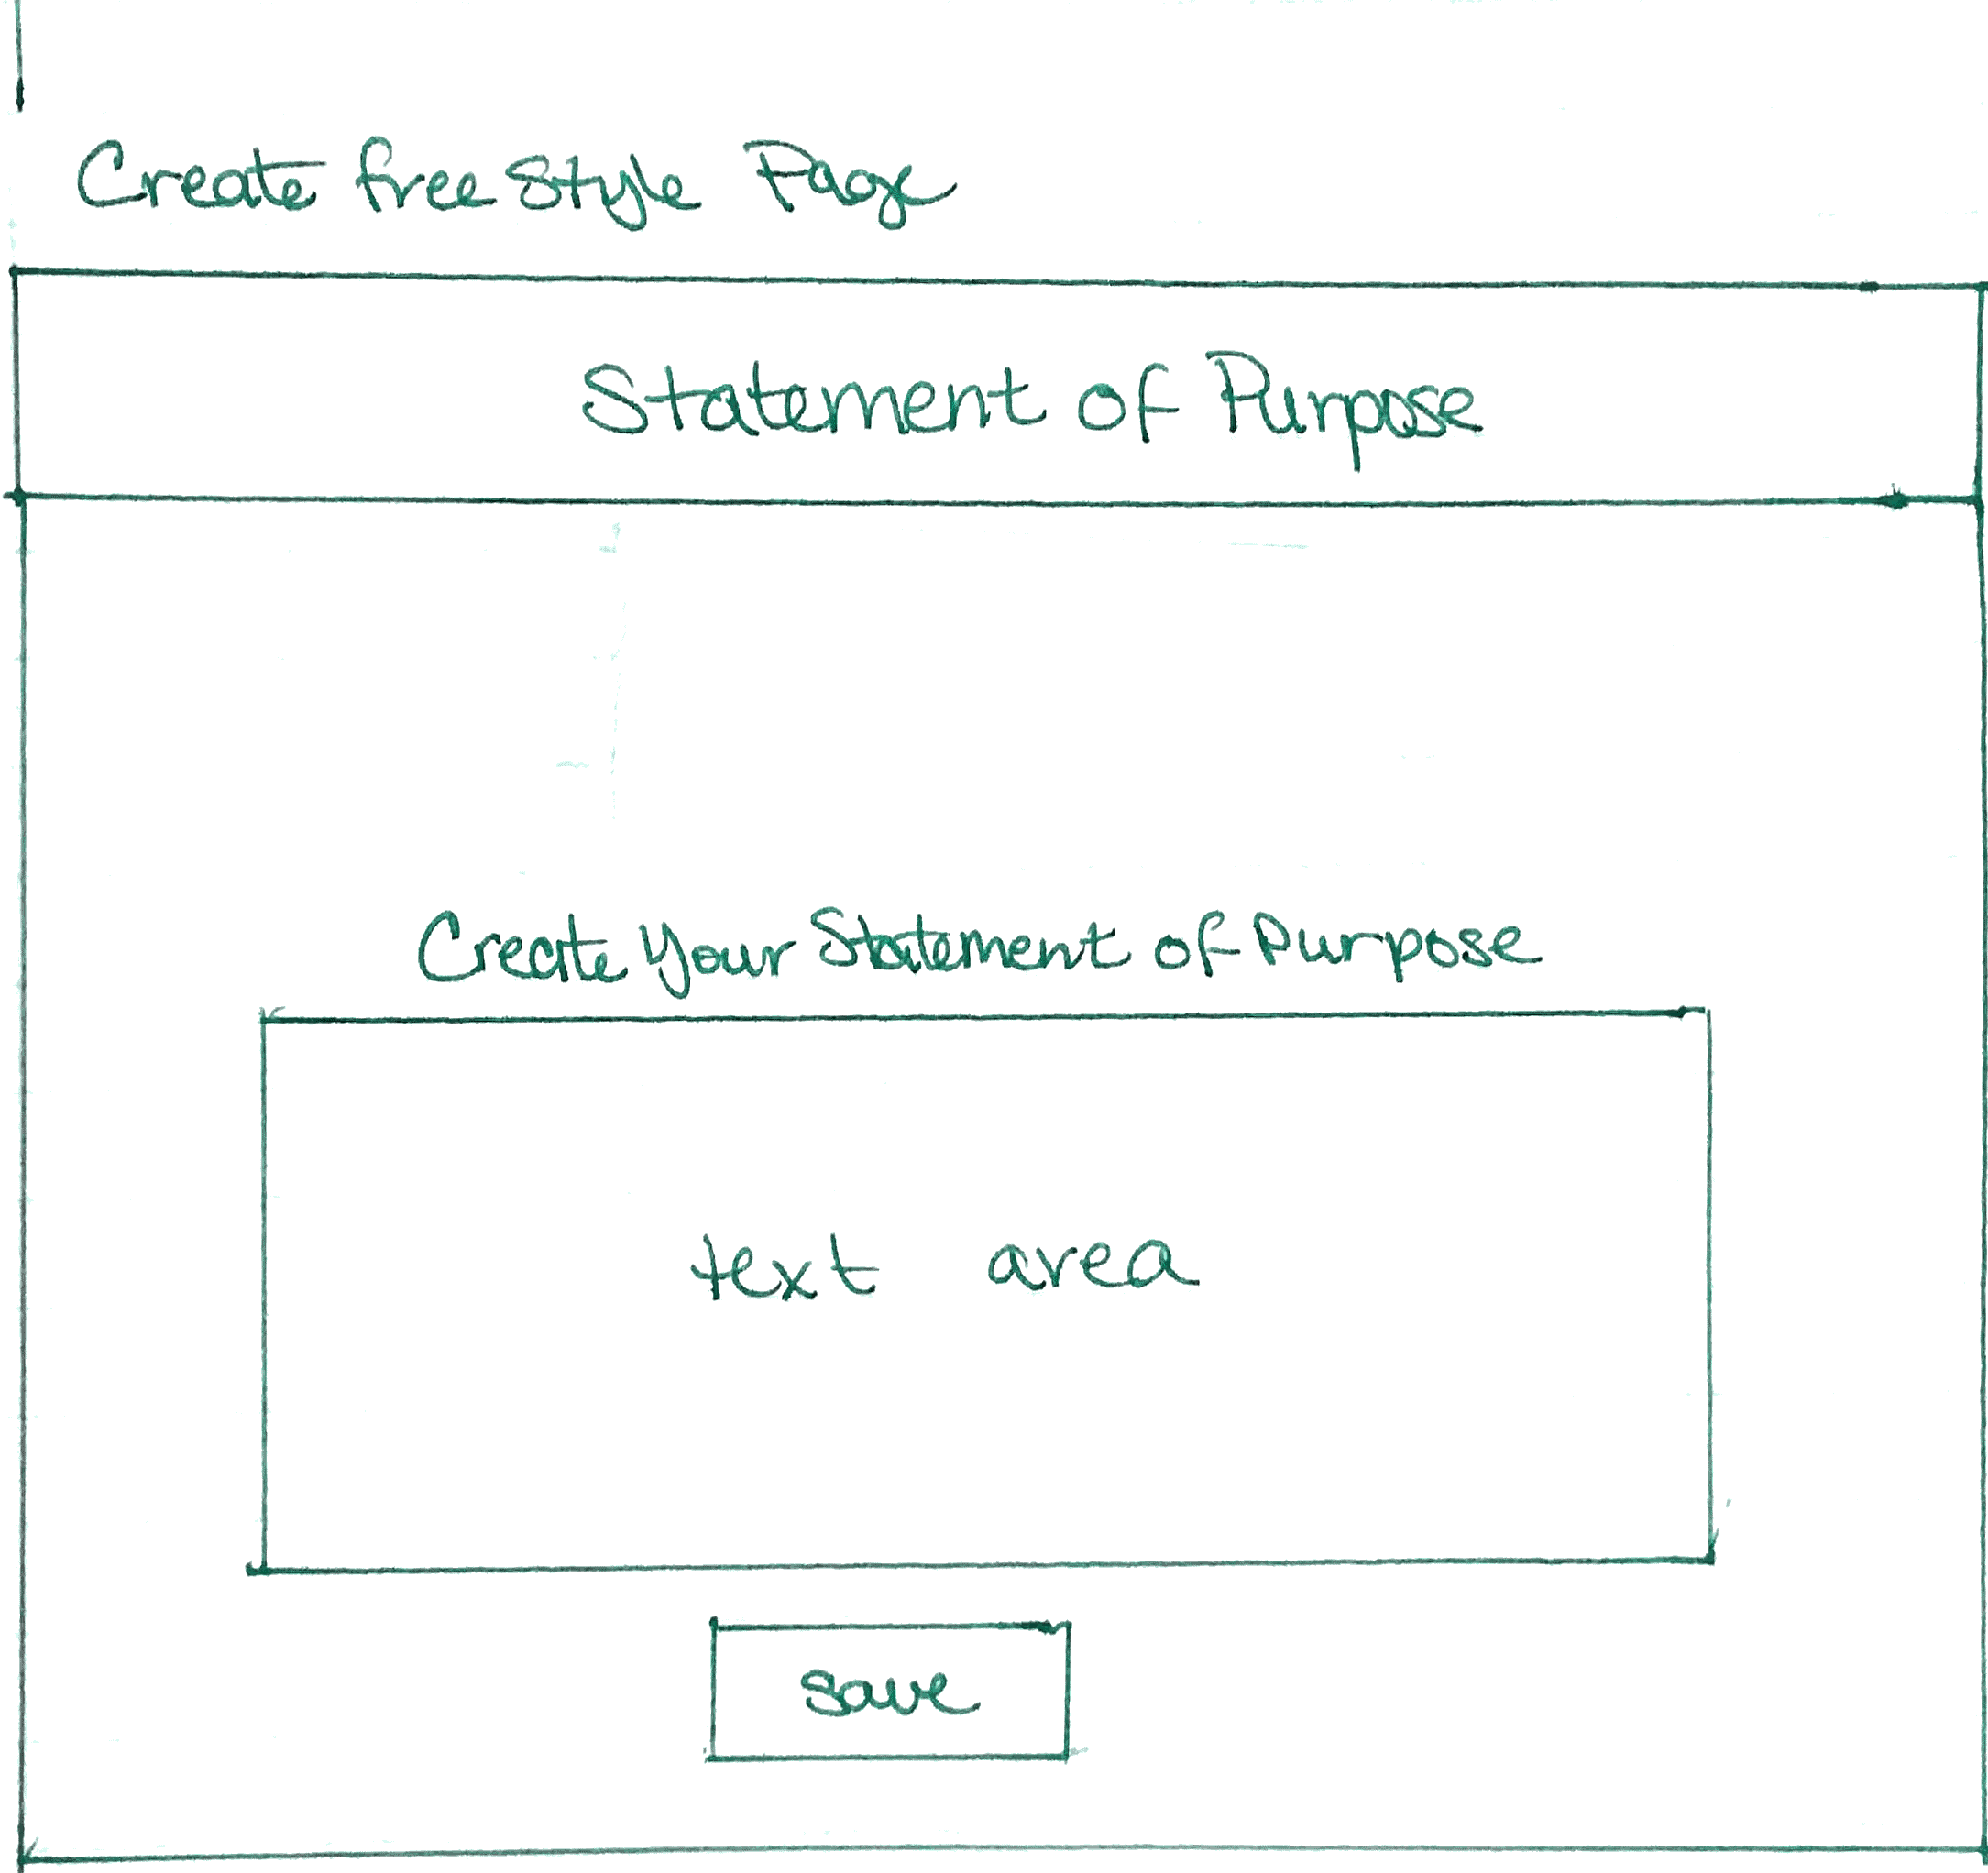 Create free style Page
Statement of Purpose
Create Your Statement of Purpose
text area
save